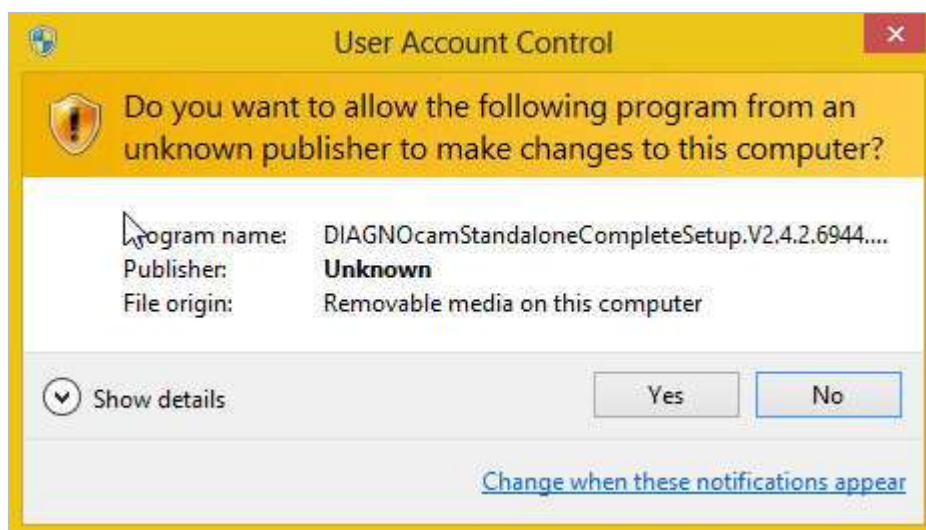 User Account Control
Do you want to allow the following program from an
unknown publisher to make changes to this computer?
Program name: DIAGNOcamStandaloneCompleteSetup.V2.4.2.6944....
Publisher: Unknown
File origin: Removable media on this computer
Show details Yes No
Change when these notifications appear